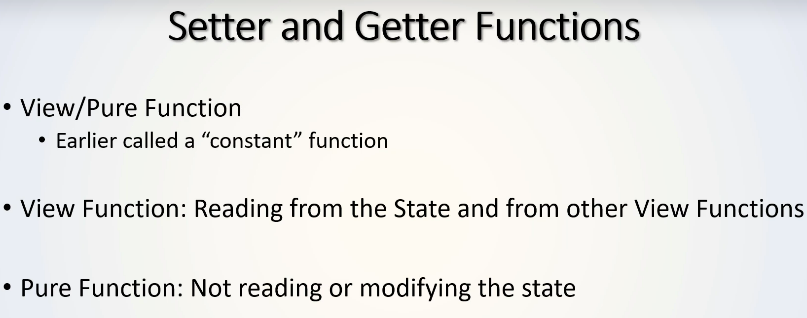 Setter and Getter Functions
• View/Pure Function
• Earlier called a “constant” function
• View Function: Reading from the State and from other View Functions
• Pure Function: Not reading or modifying the state